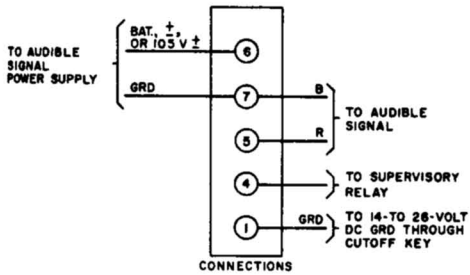 BAT., ±,
OR 105 V ±
TO AUDIBLE
SIGNAL
POWER SUPPLY
GRD
6
7
B
5
R
TO AUDIBLE
SIGNAL
4
TO SUPERVISORY
RELAY
1
GRD
TO 14-TO 26-VOLT
DC GRD THROUGH
CUTOFF KEY
CONNECTIONS